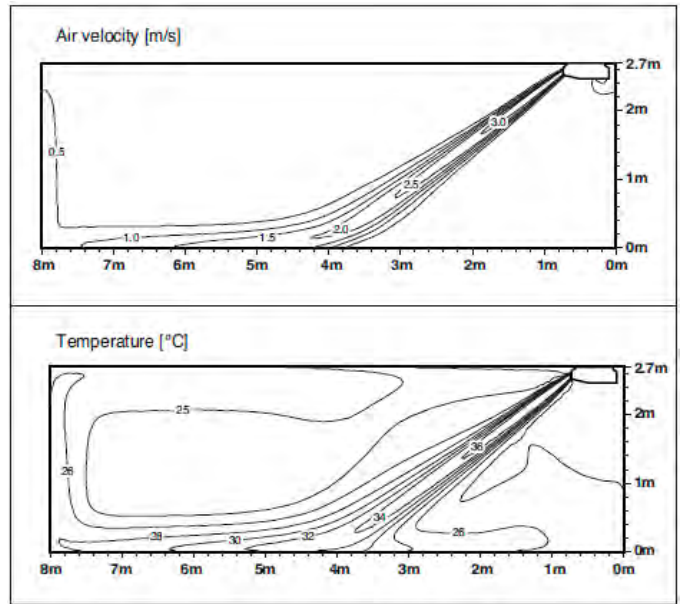 Air velocity [m/s]
2.7m
2m
0.5
3.0
2.5
1m
1.0
1.5
2.0
0m
8m 7m 6m 5m 4m 3m 2m 1m 0m
Temperature [°C]
2.7m
2m
25
36
26
1m
34
28
30
32
26
0m
8m 7m 6m 5m 4m 3m 2m 1m 0m